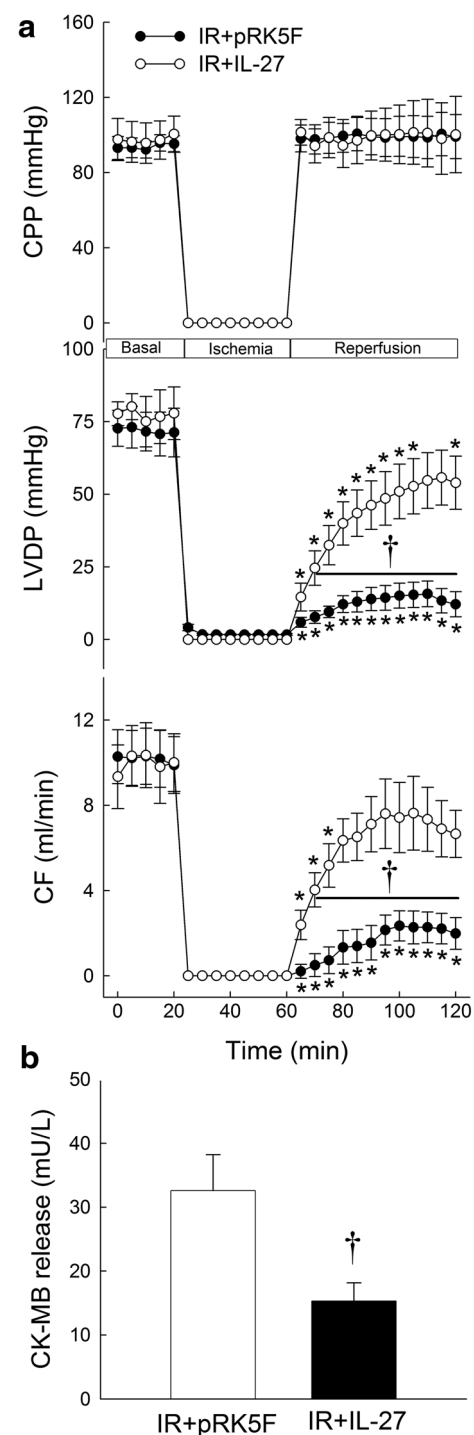 a
IR+pRK5F
IR+IL-27
CPP (mmHg)
160
120
80
40
0
Basal Ischemia Reperfusion
LVDP (mmHg)
100
75
50
25
0
* * * * * * * * * *
†
* * * * * * * * * * * *
CF (ml/min)
12
8
4
0
* * *
†
* * * * * * * * * * * *
0 20 40 60 80 100 120
Time (min)
b
CK-MB release (mU/L)
50
40
30
20
10
0
†
IR+pRK5F IR+IL-27